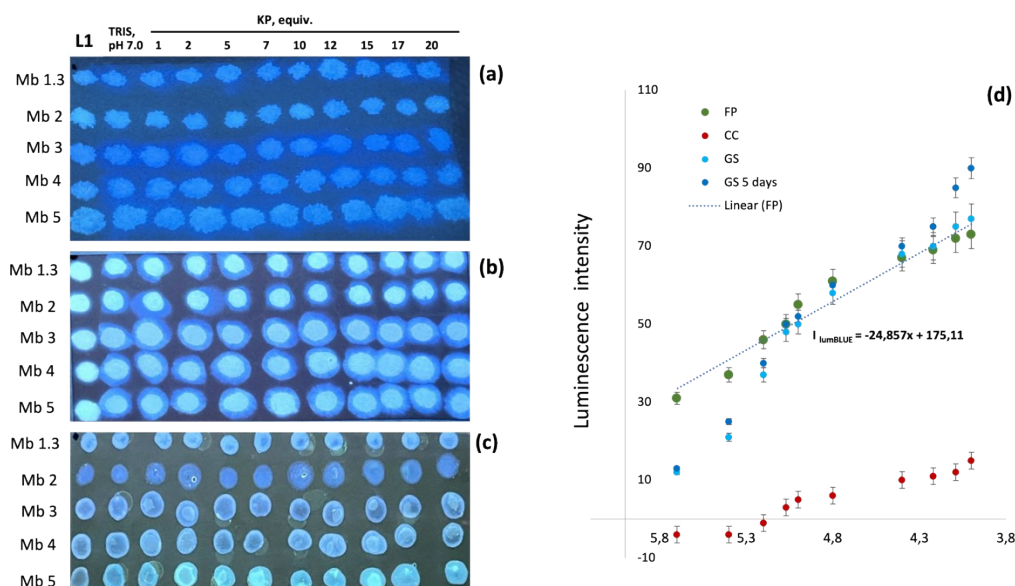 KP, equiv.
L1
TRIS,
pH 7.0
1 2 5 7 10 12 15 17 20
(a)
Mb 1.3
Mb 2
Mb 3
Mb 4
Mb 5
(b)
Mb 1.3
Mb 2
Mb 3
Mb 4
Mb 5
(c)
Mb 1.3
Mb 2
Mb 3
Mb 4
Mb 5
(d)
Luminescence intensity
110
90
70
50
30
10
-10
FP
CC
GS
GS 5 days
Linear (FP)
I lumBLUE = -24,857x + 175,11
5,8 5,3 4,8 4,3 3,8